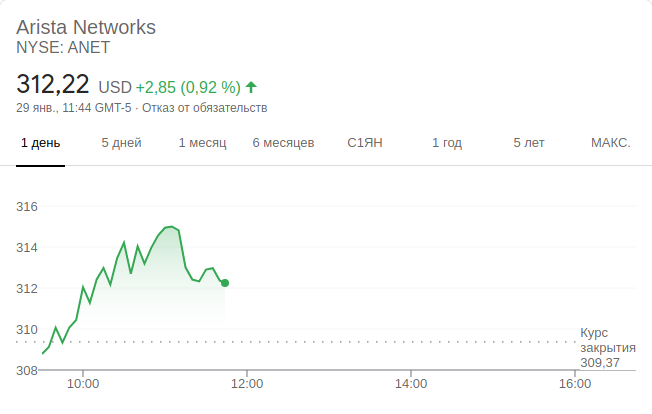 Arista Networks
NYSE: ANET
312,22 USD +2,85 (0,92 %)
29 янв., 11:44 GMT-5 · Отказ от обязательств
1 день 5 дней 1 месяц 6 месяцев С1ЯН 1 год 5 лет МАКС.
316
314
312
310
Курс
закрытия
309,37
308
10:00 12:00 14:00 16:00